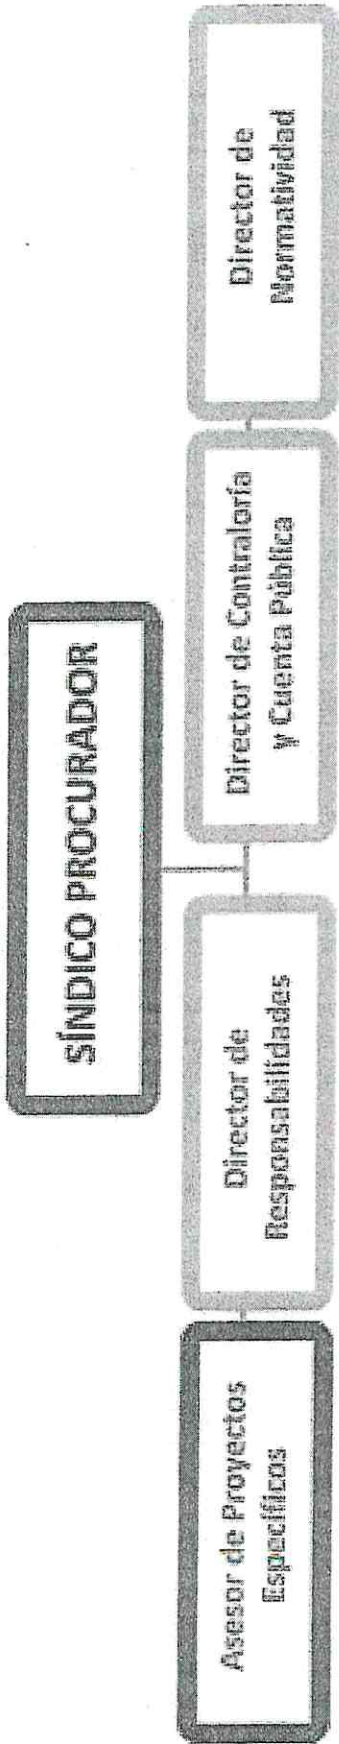 SÍNDICO PROCURADOR
Asesor de Proyectos
Específicos
Director de
Responsabilidades
Director de Contraloría
y Cuenta Pública
Director de
Normatividad